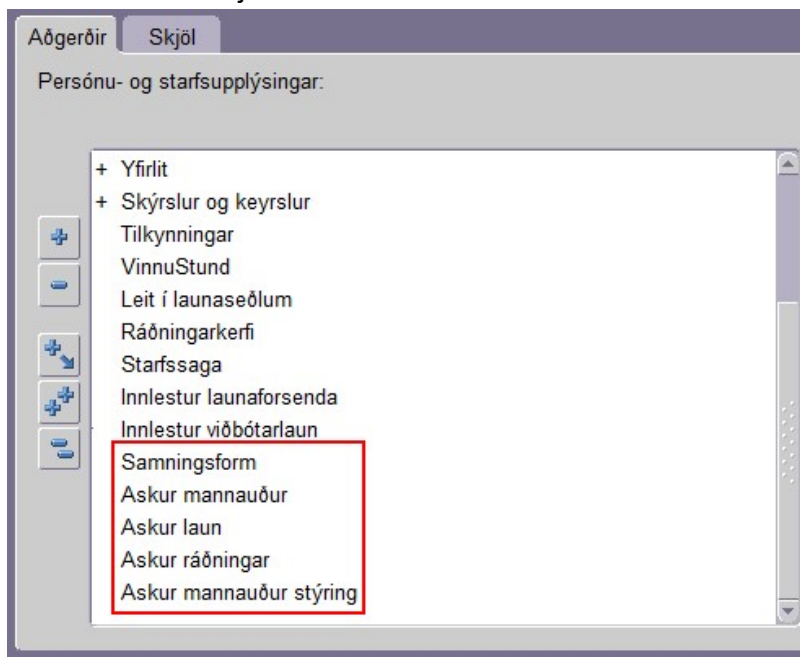 Aðgerðir Skjöl
Persónu- og starfsupplýsingar:
+ Yfirlit
+ Skýrslur og keyrslur
Tilkynningar
VinnuStund
Leit í launaseðlum
Ráðningarkerfi
Starfssaga
Innlestur launaforsenda
Innlestur viðbótarlaun
Samningsform
Askur mannauður
Askur laun
Askur ráðningar
Askur mannauður stýring